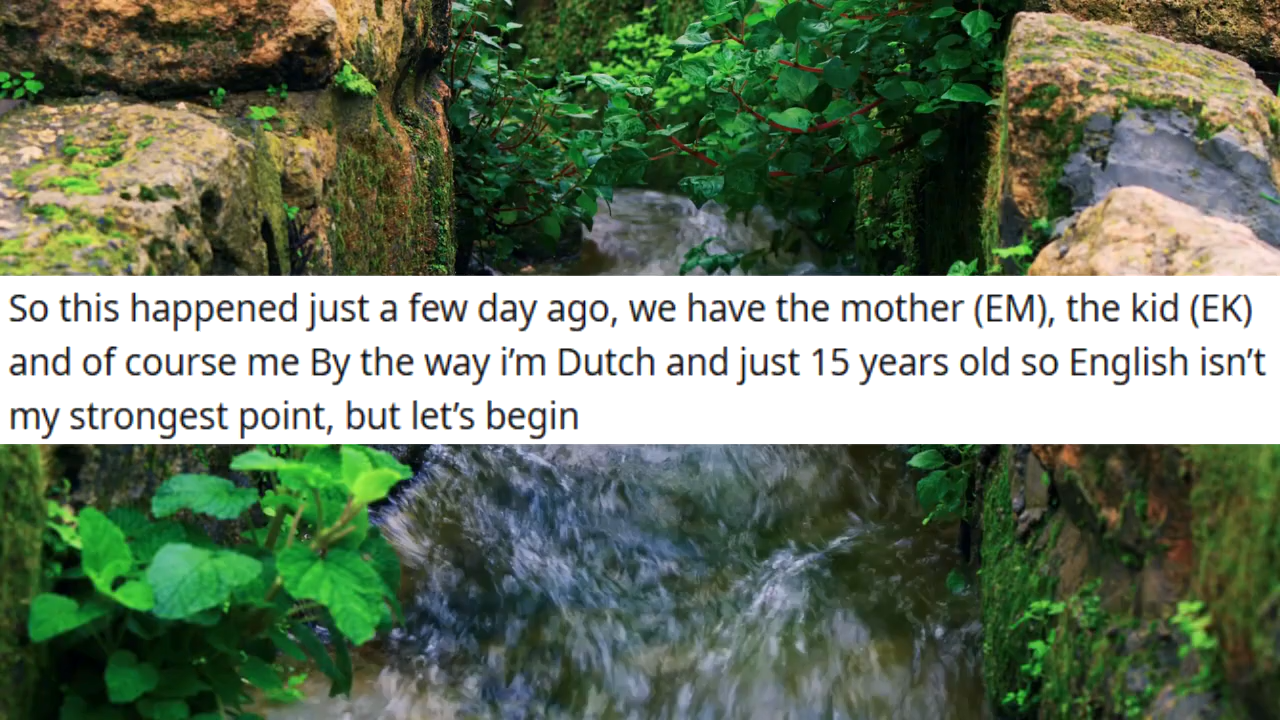 So this happened just a few day ago, we have the mother (EM), the kid (EK)
and of course me By the way i’m Dutch and just 15 years old so English isn’t
my strongest point, but let’s begin